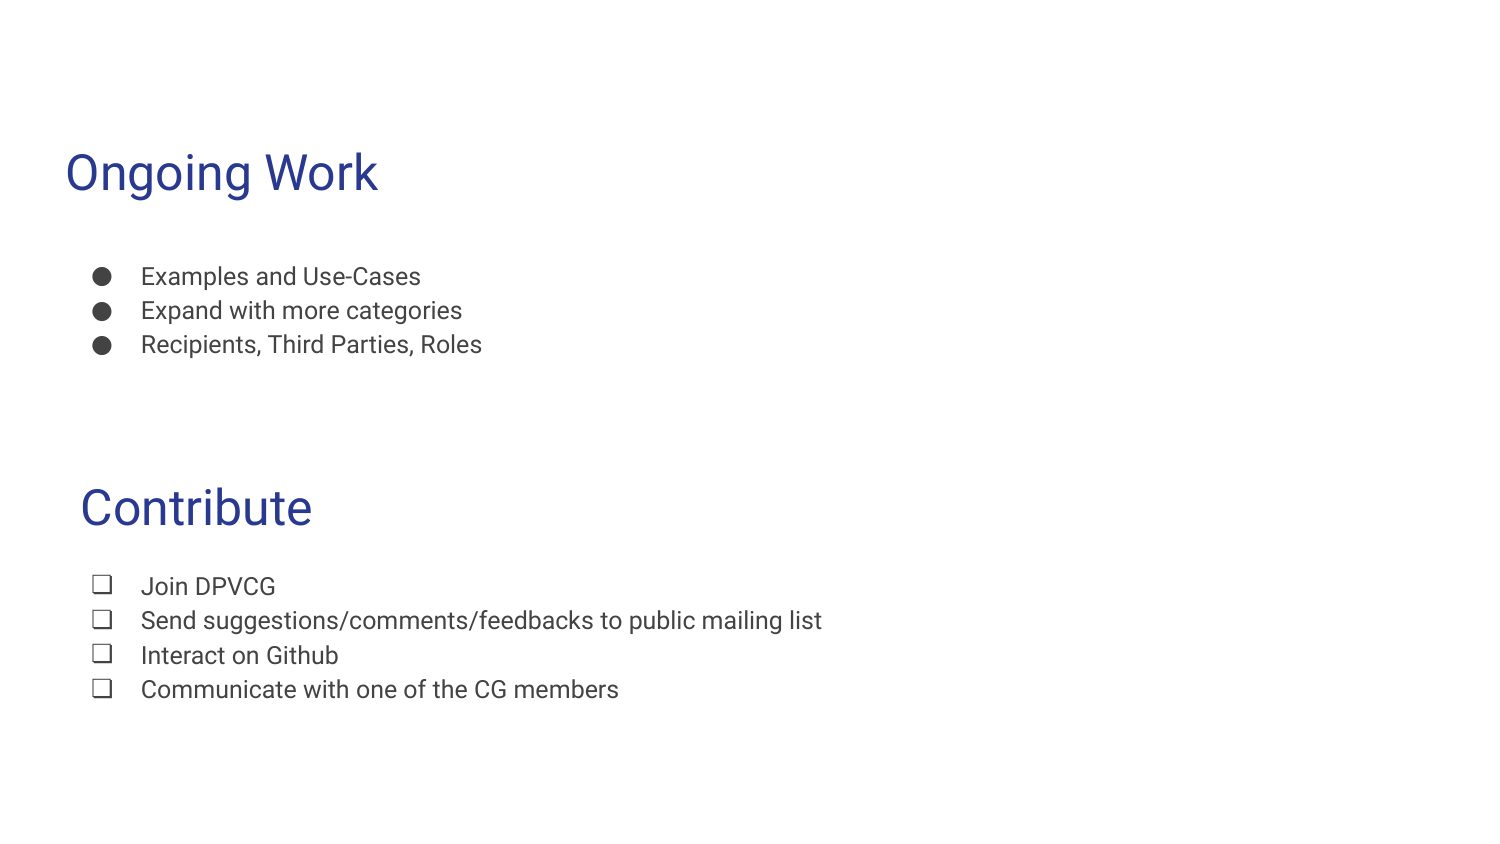 Ongoing Work
● Examples and Use-Cases
● Expand with more categories
● Recipients, Third Parties, Roles
Contribute
❏ Join DPVCG
❏ Send suggestions/comments/feedbacks to public mailing list
❏ Interact on Github
❏ Communicate with one of the CG members